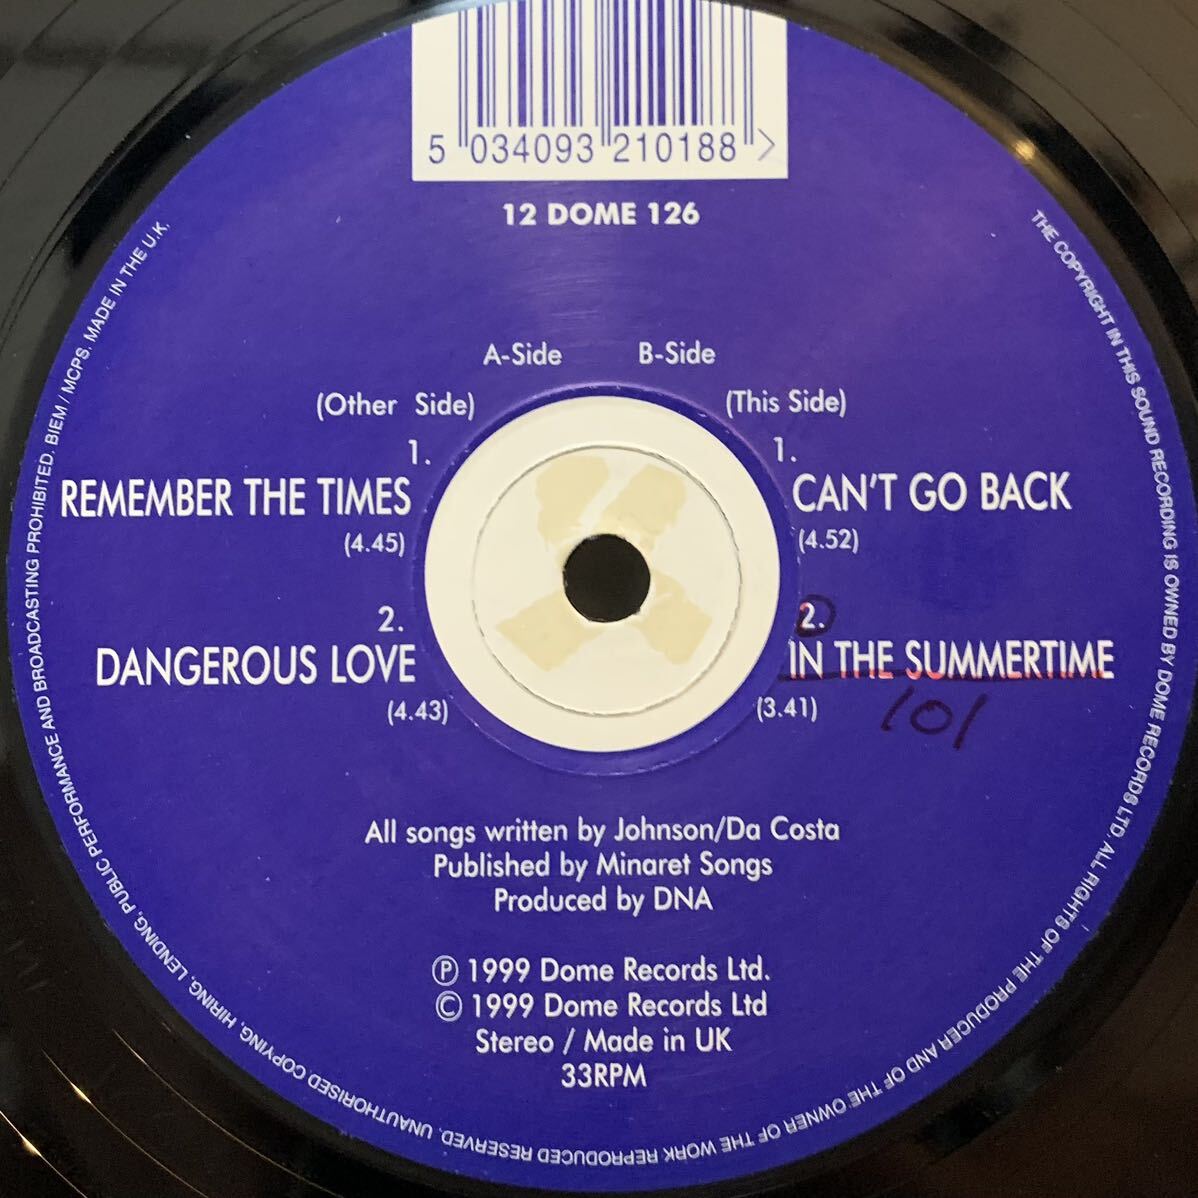 5 034093 210188 >
12 DOME 126
A-Side B-Side
(Other Side) (This Side)
1.
REMEMBER THE TIMES
(4.45)
2.
DANGEROUS LOVE
(4.43)
1.
CAN'T GO BACK
(4.52)
2.
IN THE SUMMERTIME
(3.41)
101
All songs written by Johnson/Da Costa
Published by Minaret Songs
Produced by DNA
Ⓟ 1999 Dome Records Ltd.
© 1999 Dome Records Ltd
Stereo / Made in UK
33RPM
THE COPYRIGHT IN THIS SOUND RECORDING IS OWNED BY DOME RECORDS LTD. ALL RIGHTS OF THE PRODUCER AND OF THE OWNER OF THE WORK REPRODUCED RESERVED. UNAUTHORISED COPYING, HIRING, LENDING, PUBLIC PERFORMANCE AND BROADCASTING PROHIBITED. BIEM / MCPS. MADE IN THE U.K.